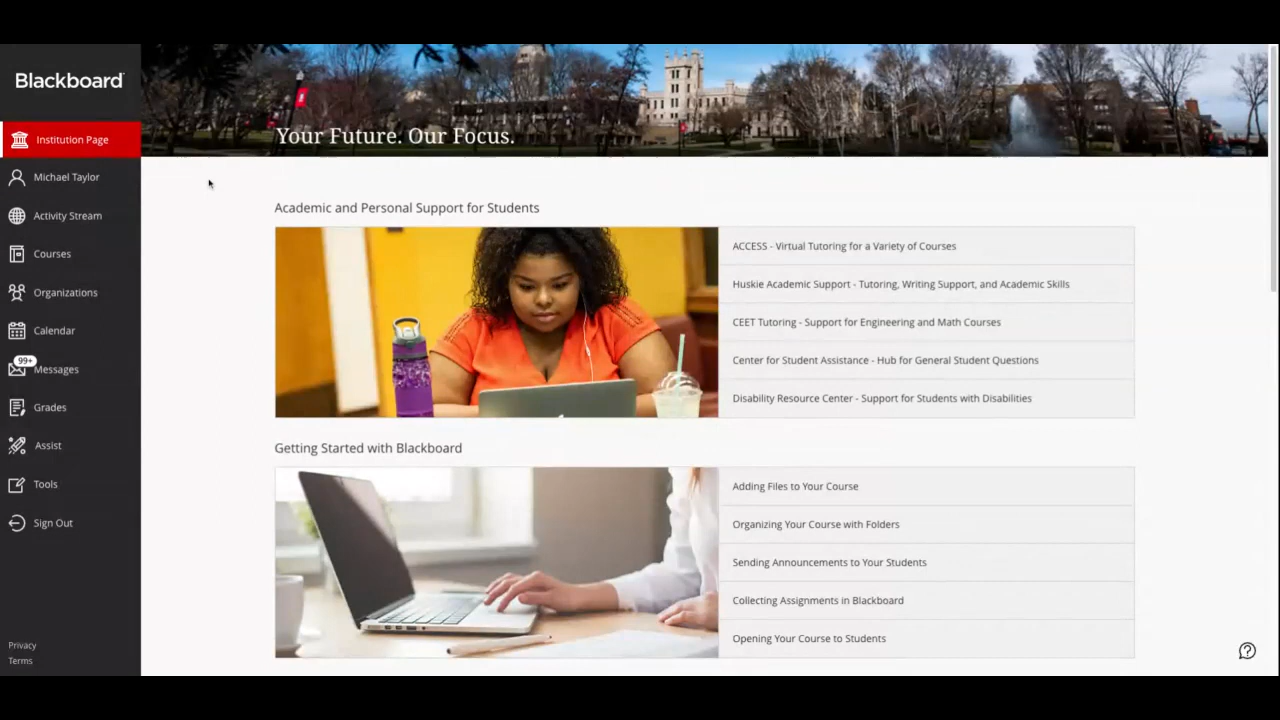 Blackboard
Institution Page
Michael Taylor
Activity Stream
Courses
Organizations
Calendar
99+
Messages
Grades
Assist
Tools
Sign Out
Privacy
Terms
Your Future. Our Focus.
Academic and Personal Support for Students
ACCESS - Virtual Tutoring for a Variety of Courses
Huskie Academic Support - Tutoring, Writing Support, and Academic Skills
CEET Tutoring - Support for Engineering and Math Courses
Center for Student Assistance - Hub for General Student Questions
Disability Resource Center - Support for Students with Disabilities
Getting Started with Blackboard
Adding Files to Your Course
Organizing Your Course with Folders
Sending Announcements to Your Students
Collecting Assignments in Blackboard
Opening Your Course to Students